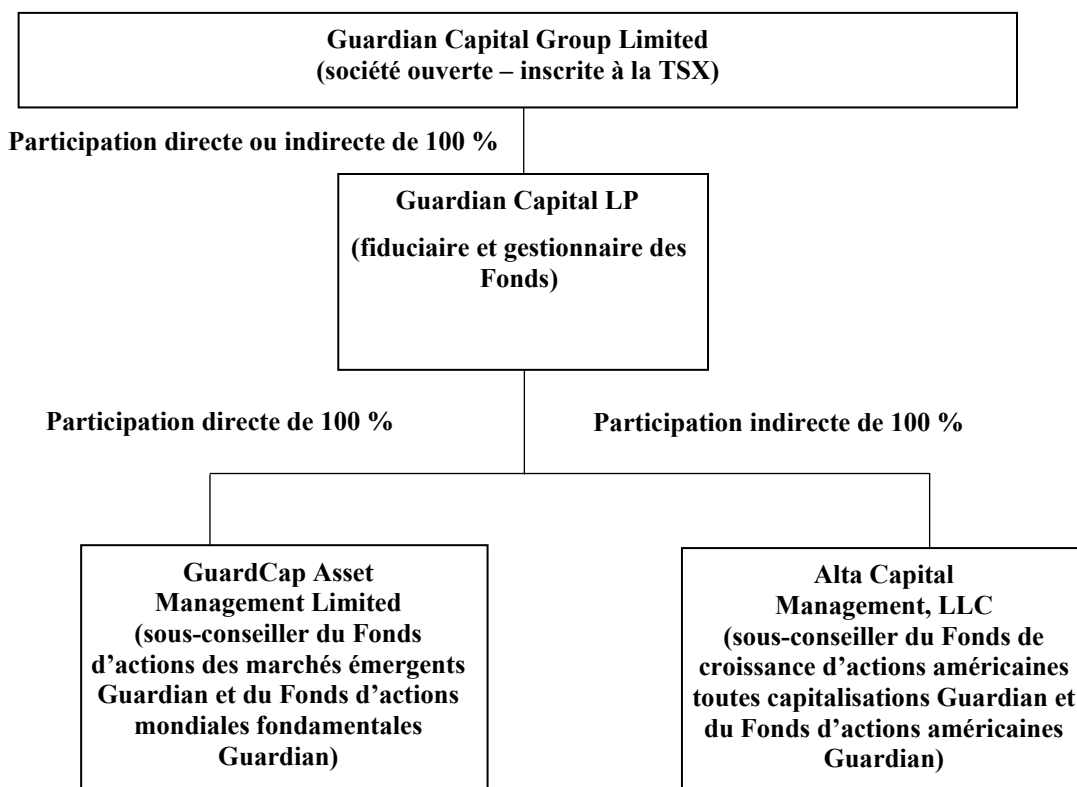 Guardian Capital Group Limited
(société ouverte – inscrite à la TSX)
Participation directe ou indirecte de 100 %
Guardian Capital LP
(fiduciaire et gestionnaire des
Fonds)
Participation directe de 100 %
Participation indirecte de 100 %
GuardCap Asset
Management Limited
(sous-conseiller du Fonds
d’actions des marchés émergents
Guardian et du Fonds d’actions
mondiales fondamentales
Guardian)
Alta Capital
Management, LLC
(sous-conseiller du Fonds de
croissance d’actions américaines
toutes capitalisations Guardian et
du Fonds d’actions américaines
Guardian)